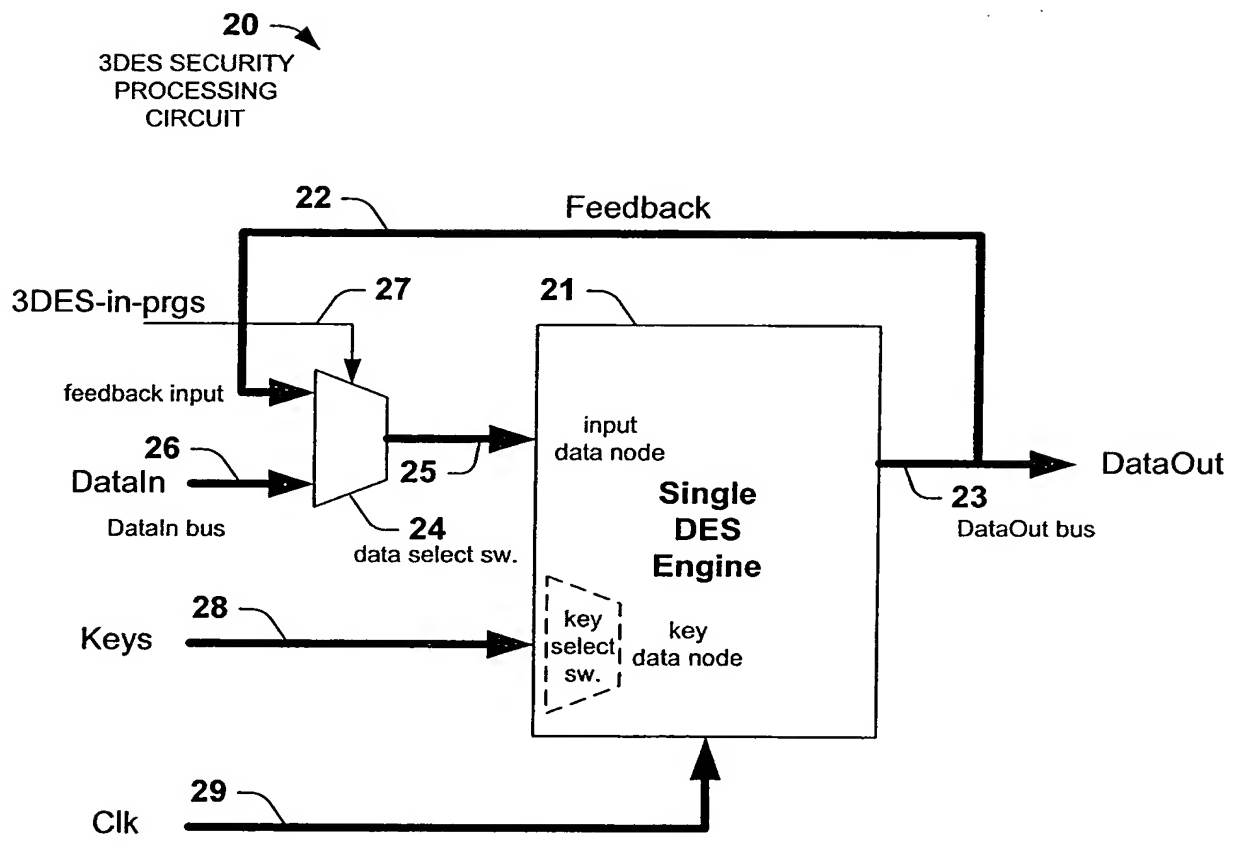 20
3DES SECURITY
PROCESSING
CIRCUIT
22
Feedback
3DES-in-prgs
27
21
feedback input
26
DataIn
DataIn bus
25
24
data select sw.
input
data node
Single
DES
Engine
23
DataOut
DataOut bus
28
Keys
key
select
sw.
key
data node
29
Clk